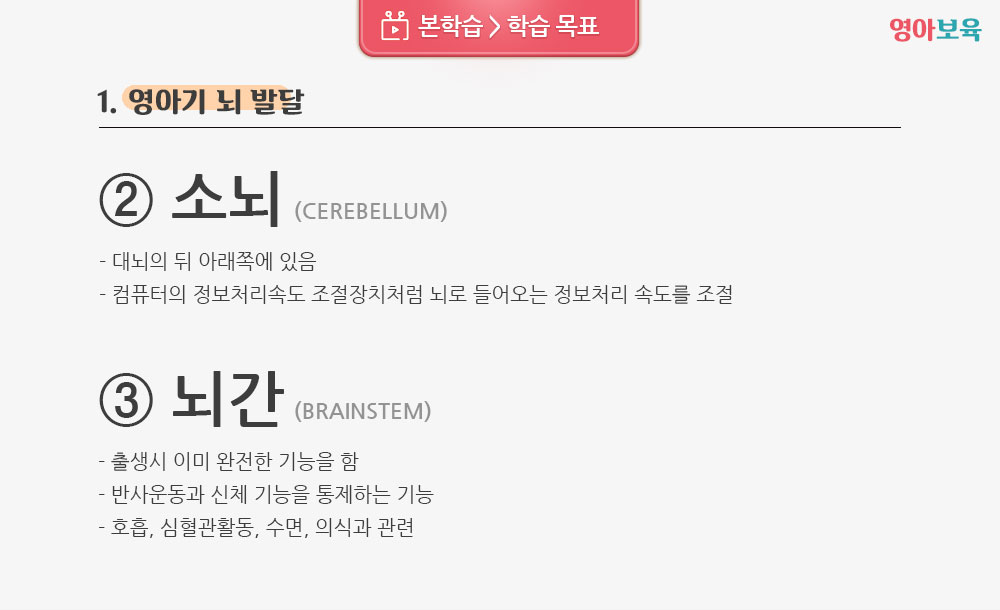 본학습 > 학습 목표
영아보육
1. 영아기 뇌 발달
② 소뇌 (CEREBELLUM)
- 대뇌의 뒤 아래쪽에 있음
- 컴퓨터의 정보처리속도 조절장치처럼 뇌로 들어오는 정보처리 속도를 조절
③ 뇌간 (BRAINSTEM)
- 출생시 이미 완전한 기능을 함
- 반사운동과 신체 기능을 통제하는 기능
- 호흡, 심혈관활동, 수면, 의식과 관련